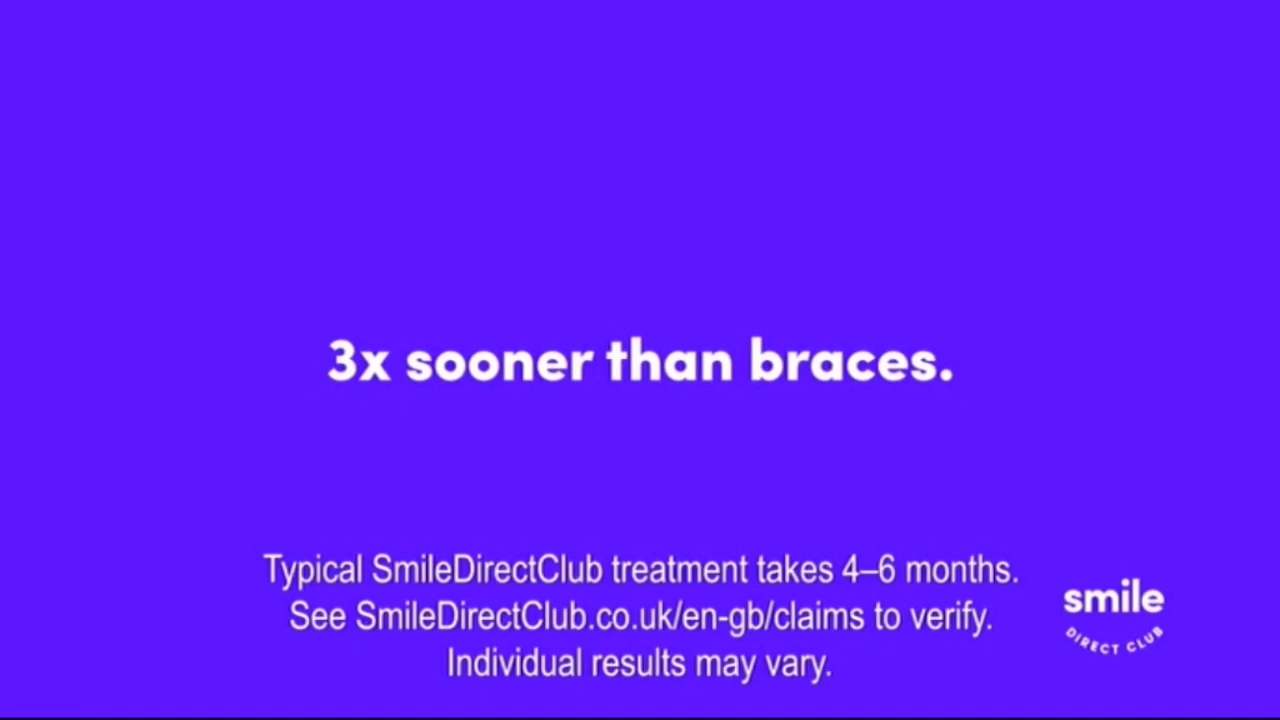 3x sooner than braces.
Typical SmileDirectClub treatment takes 4–6 months.
See SmileDirectClub.co.uk/en-gb/claims to verify.
Individual results may vary.
smile
DIRECT CLUB